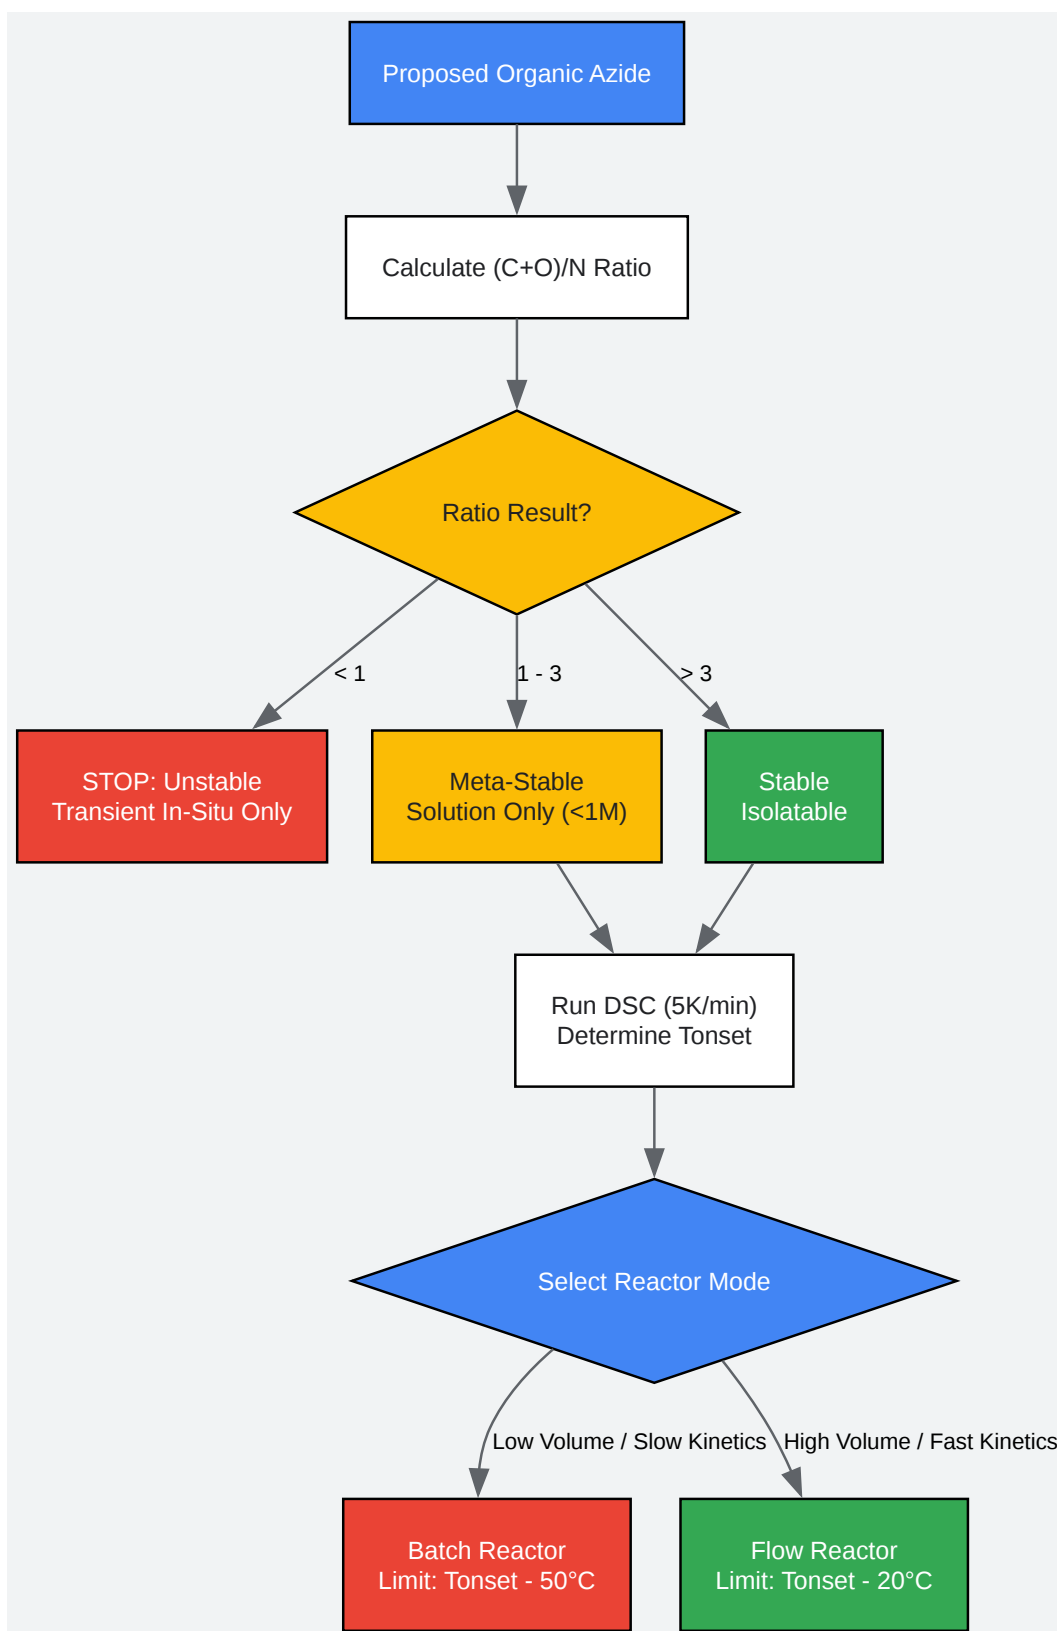 Proposed Organic Azide
Calculate (C+O)/N Ratio
Ratio Result?
< 1
1 - 3
> 3
STOP: Unstable
Transient In-Situ Only
Meta-Stable
Solution Only (<1M)
Stable
Isolatable
Run DSC (5K/min)
Determine Tonset
Select Reactor Mode
Low Volume / Slow Kinetics
High Volume / Fast Kinetics
Batch Reactor
Limit: Tonset - 50°C
Flow Reactor
Limit: Tonset - 20°C